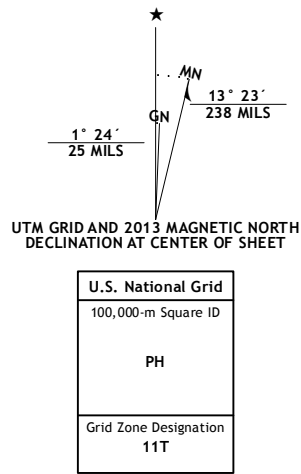 ★
MN
GN
13° 23´
238 MILS
1° 24´
25 MILS
UTM GRID AND 2013 MAGNETIC NORTH
DECLINATION AT CENTER OF SHEET
U.S. National Grid
100,000-m Square ID
PH
Grid Zone Designation
11T